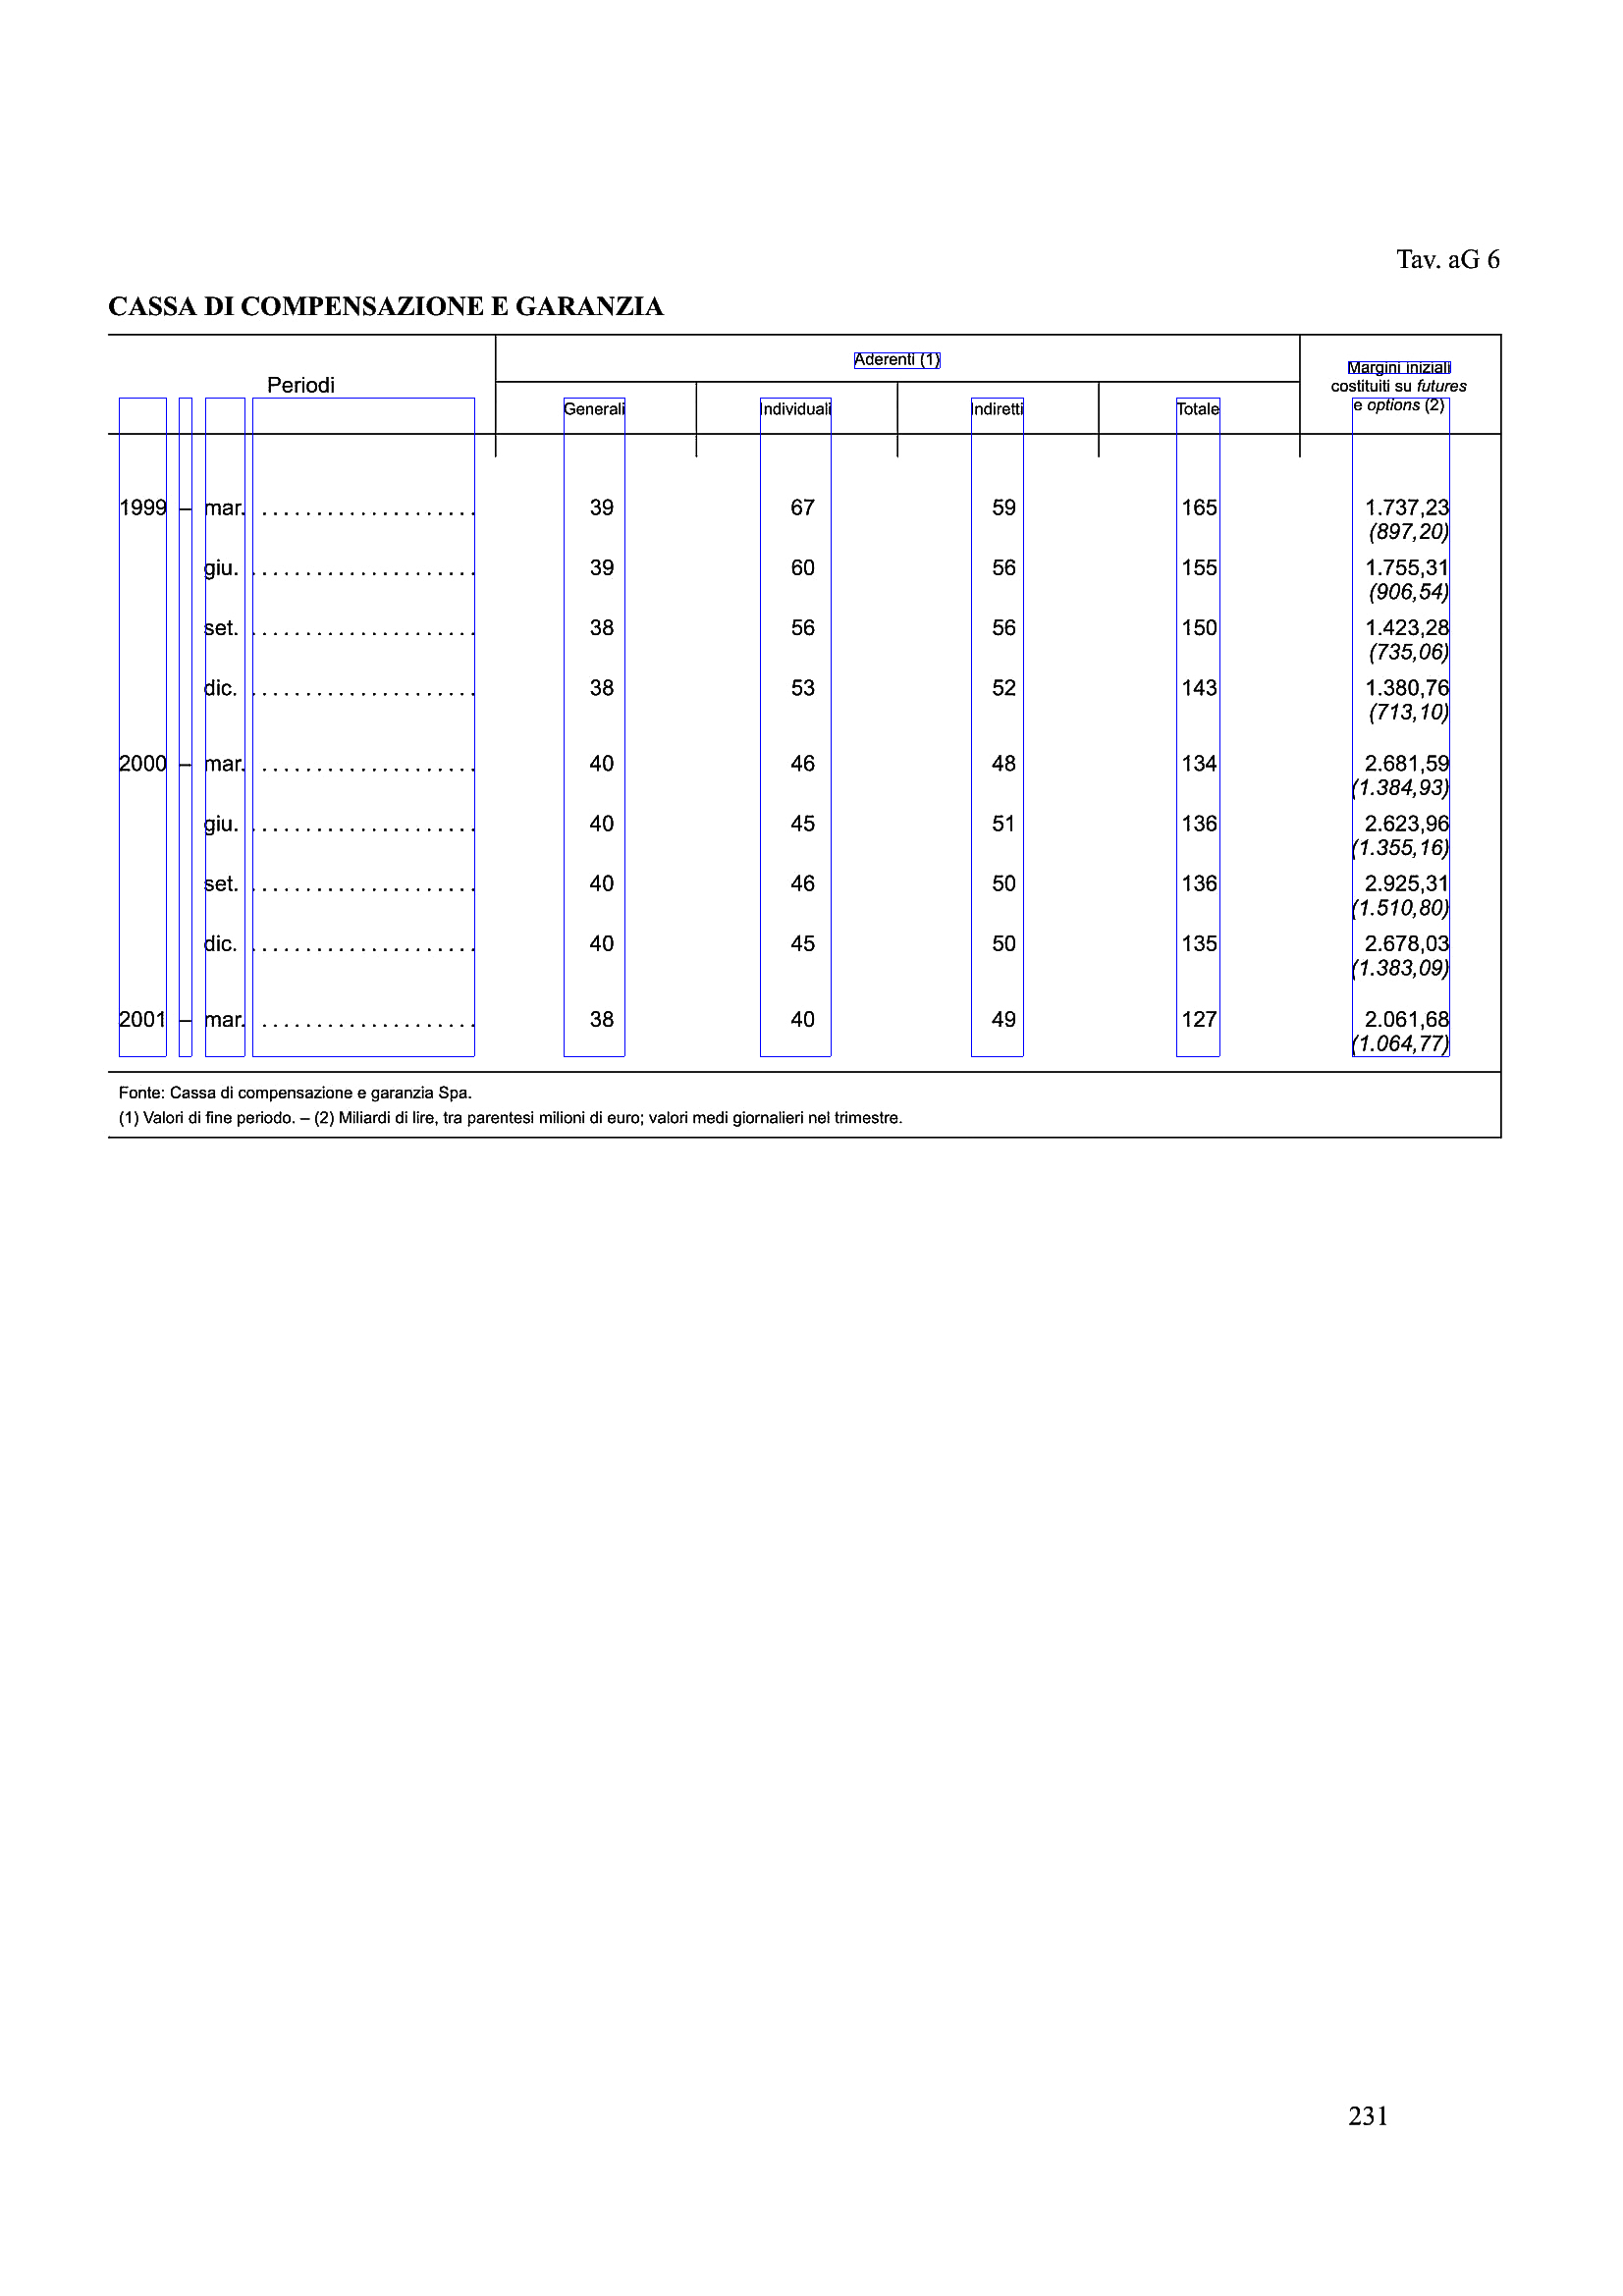 Tav. aG 6
CASSA DI COMPENSAZIONE E GARANZIA
Periodi
Aderenti (1)
Margini iniziali
costituiti su futures
e options (2)
Generali Individuali Indiretti Totale
1999 – mar. . . . . . . . . . . . . . . . . . . . . 39 67 59 165 1.737,23
(897,20)
giu. . . . . . . . . . . . . . . . . . . . . . 39 60 56 155 1.755,31
(906,54)
set. . . . . . . . . . . . . . . . . . . . . . 38 56 56 150 1.423,28
(735,06)
dic. . . . . . . . . . . . . . . . . . . . . . 38 53 52 143 1.380,76
(713,10)
2000 – mar. . . . . . . . . . . . . . . . . . . . . 40 46 48 134 2.681,59
(1.384,93)
giu. . . . . . . . . . . . . . . . . . . . . . 40 45 51 136 2.623,96
(1.355,16)
set. . . . . . . . . . . . . . . . . . . . . . 40 46 50 136 2.925,31
(1.510,80)
dic. . . . . . . . . . . . . . . . . . . . . . 40 45 50 135 2.678,03
(1.383,09)
2001 – mar. . . . . . . . . . . . . . . . . . . . . 38 40 49 127 2.061,68
(1.064,77)
Fonte: Cassa di compensazione e garanzia Spa.
(1) Valori di fine periodo. – (2) Miliardi di lire, tra parentesi milioni di euro; valori medi giornalieri nel trimestre.
231